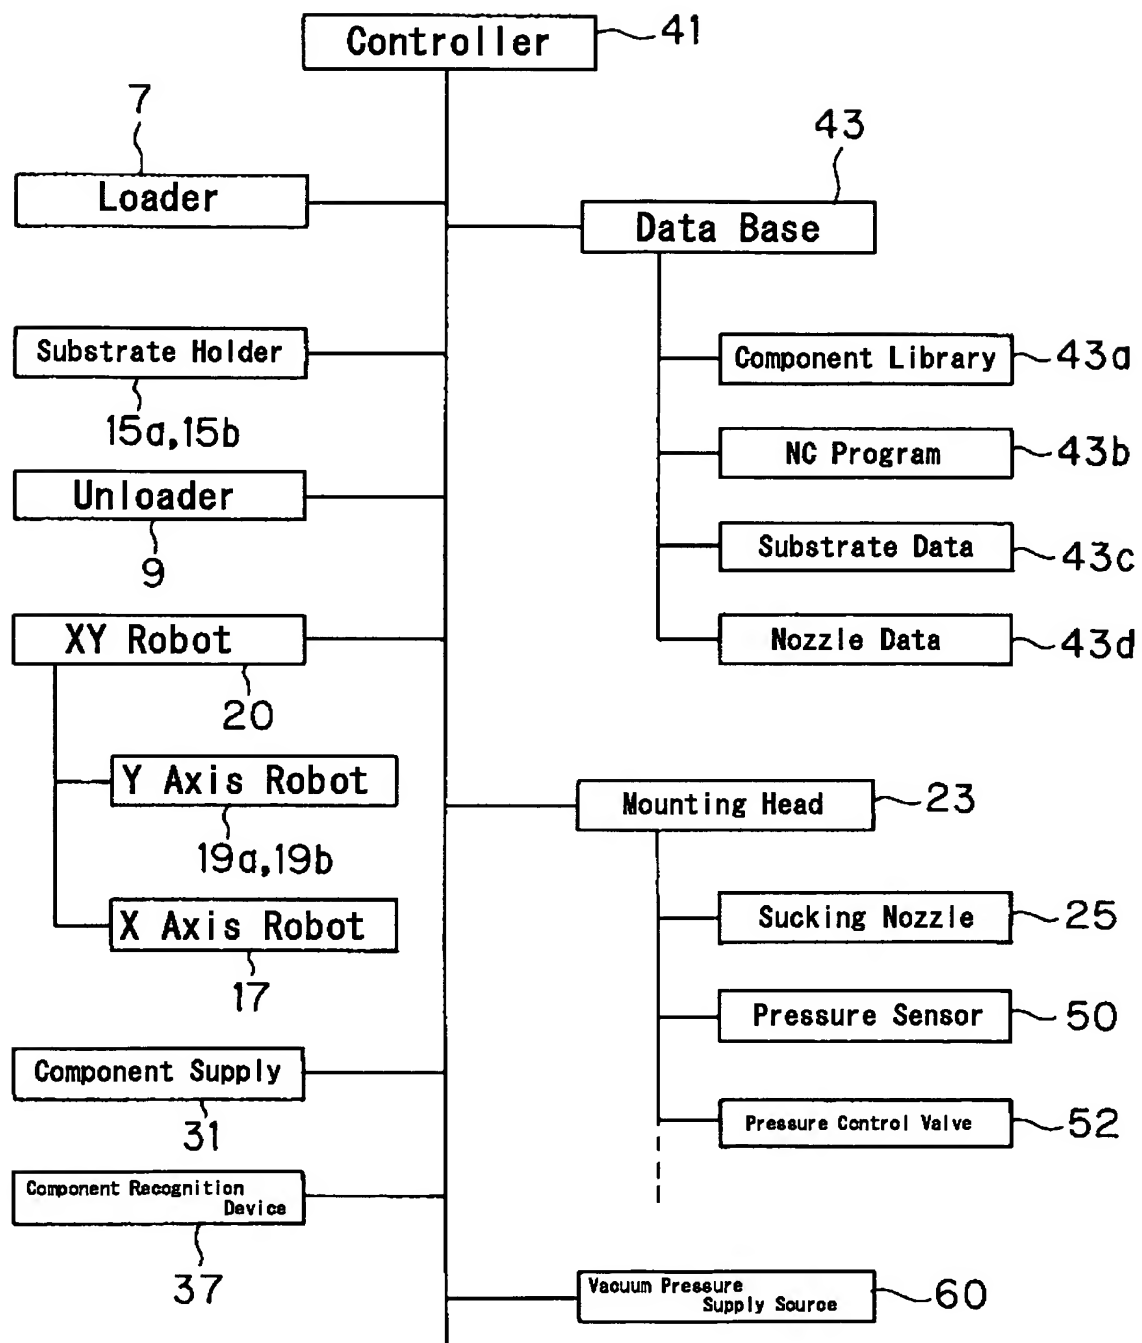 Controller
41
7
Loader
43
Data Base
Substrate Holder
15a,15b
Component Library
43a
NC Program
43b
Unloader
9
Substrate Data
43c
XY Robot
20
Nozzle Data
43d
Y Axis Robot
19a,19b
Mounting Head
23
X Axis Robot
17
Sucking Nozzle
25
Pressure Sensor
50
Component Supply
31
Pressure Control Valve
52
Component Recognition
Device
37
Vacuum Pressure
Supply Source
60